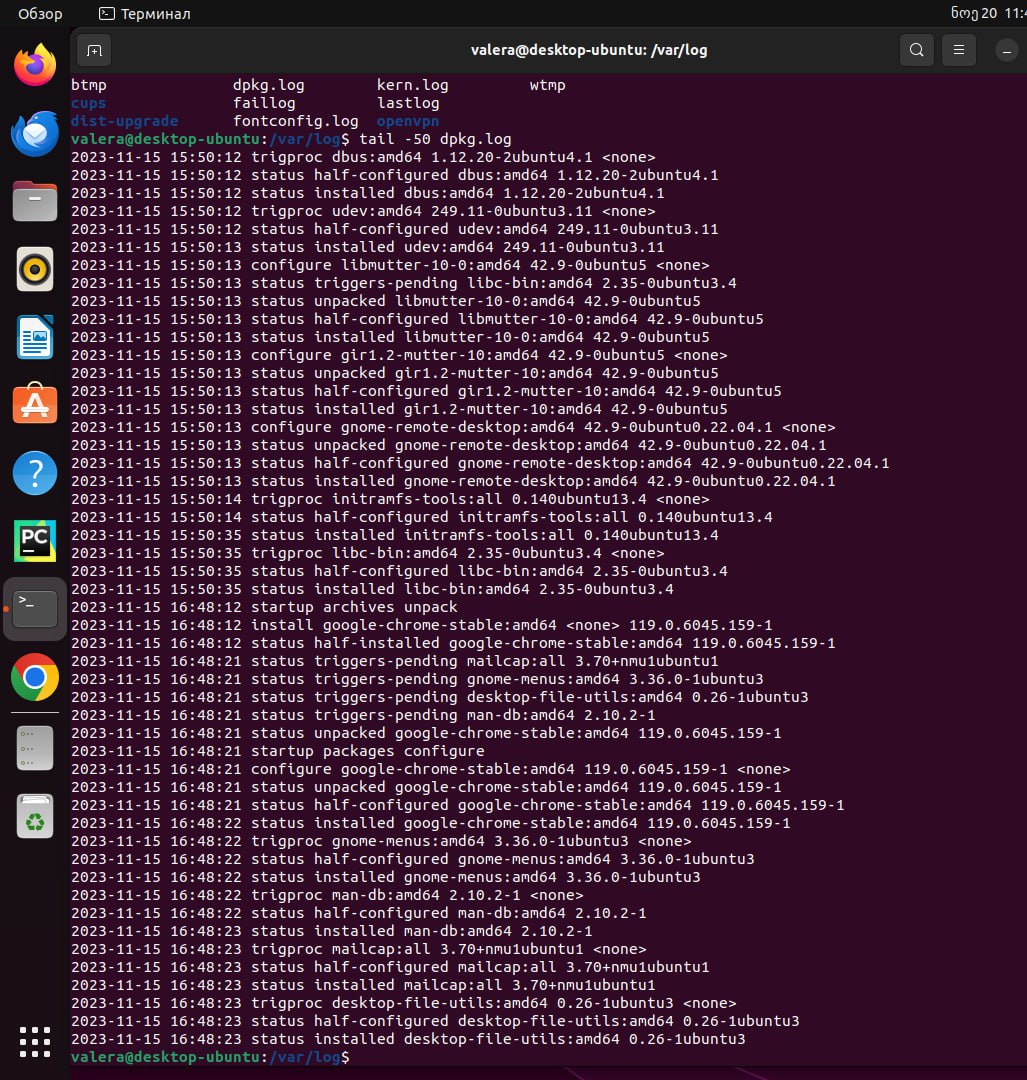 Обзор Терминал ნოე 20 11:4
valera@desktop-ubuntu: /var/log
btmp dpkg.log kern.log wtmp
cups faillog lastlog
dist-upgrade fontconfig.log openvpn
valera@desktop-ubuntu:/var/log$ tail -50 dpkg.log
2023-11-15 15:50:12 trigproc dbus:amd64 1.12.20-2ubuntu4.1 <none>
2023-11-15 15:50:12 status half-configured dbus:amd64 1.12.20-2ubuntu4.1
2023-11-15 15:50:12 status installed dbus:amd64 1.12.20-2ubuntu4.1
2023-11-15 15:50:12 trigproc udev:amd64 249.11-0ubuntu3.11 <none>
2023-11-15 15:50:12 status half-configured udev:amd64 249.11-0ubuntu3.11
2023-11-15 15:50:13 status installed udev:amd64 249.11-0ubuntu3.11
2023-11-15 15:50:13 configure libmutter-10-0:amd64 42.9-0ubuntu5 <none>
2023-11-15 15:50:13 status triggers-pending libc-bin:amd64 2.35-0ubuntu3.4
2023-11-15 15:50:13 status unpacked libmutter-10-0:amd64 42.9-0ubuntu5
2023-11-15 15:50:13 status half-configured libmutter-10-0:amd64 42.9-0ubuntu5
2023-11-15 15:50:13 status installed libmutter-10-0:amd64 42.9-0ubuntu5
2023-11-15 15:50:13 configure gir1.2-mutter-10:amd64 42.9-0ubuntu5 <none>
2023-11-15 15:50:13 status unpacked gir1.2-mutter-10:amd64 42.9-0ubuntu5
2023-11-15 15:50:13 status half-configured gir1.2-mutter-10:amd64 42.9-0ubuntu5
2023-11-15 15:50:13 status installed gir1.2-mutter-10:amd64 42.9-0ubuntu5
2023-11-15 15:50:13 configure gnome-remote-desktop:amd64 42.9-0ubuntu0.22.04.1 <none>
2023-11-15 15:50:13 status unpacked gnome-remote-desktop:amd64 42.9-0ubuntu0.22.04.1
2023-11-15 15:50:13 status half-configured gnome-remote-desktop:amd64 42.9-0ubuntu0.22.04.1
2023-11-15 15:50:13 status installed gnome-remote-desktop:amd64 42.9-0ubuntu0.22.04.1
2023-11-15 15:50:14 trigproc initramfs-tools:all 0.140ubuntu13.4 <none>
2023-11-15 15:50:14 status half-configured initramfs-tools:all 0.140ubuntu13.4
2023-11-15 15:50:35 status installed initramfs-tools:all 0.140ubuntu13.4
2023-11-15 15:50:35 trigproc libc-bin:amd64 2.35-0ubuntu3.4 <none>
2023-11-15 15:50:35 status half-configured libc-bin:amd64 2.35-0ubuntu3.4
2023-11-15 15:50:35 status installed libc-bin:amd64 2.35-0ubuntu3.4
2023-11-15 16:48:12 startup archives unpack
2023-11-15 16:48:12 install google-chrome-stable:amd64 <none> 119.0.6045.159-1
2023-11-15 16:48:12 status half-installed google-chrome-stable:amd64 119.0.6045.159-1
2023-11-15 16:48:21 status triggers-pending mailcap:all 3.70+nmu1ubuntu1
2023-11-15 16:48:21 status triggers-pending gnome-menus:amd64 3.36.0-1ubuntu3
2023-11-15 16:48:21 status triggers-pending desktop-file-utils:amd64 0.26-1ubuntu3
2023-11-15 16:48:21 status triggers-pending man-db:amd64 2.10.2-1
2023-11-15 16:48:21 status unpacked google-chrome-stable:amd64 119.0.6045.159-1
2023-11-15 16:48:21 startup packages configure
2023-11-15 16:48:21 configure google-chrome-stable:amd64 119.0.6045.159-1 <none>
2023-11-15 16:48:21 status unpacked google-chrome-stable:amd64 119.0.6045.159-1
2023-11-15 16:48:21 status half-configured google-chrome-stable:amd64 119.0.6045.159-1
2023-11-15 16:48:22 status installed google-chrome-stable:amd64 119.0.6045.159-1
2023-11-15 16:48:22 trigproc gnome-menus:amd64 3.36.0-1ubuntu3 <none>
2023-11-15 16:48:22 status half-configured gnome-menus:amd64 3.36.0-1ubuntu3
2023-11-15 16:48:22 status installed gnome-menus:amd64 3.36.0-1ubuntu3
2023-11-15 16:48:22 trigproc man-db:amd64 2.10.2-1 <none>
2023-11-15 16:48:22 status half-configured man-db:amd64 2.10.2-1
2023-11-15 16:48:23 status installed man-db:amd64 2.10.2-1
2023-11-15 16:48:23 trigproc mailcap:all 3.70+nmu1ubuntu1 <none>
2023-11-15 16:48:23 status half-configured mailcap:all 3.70+nmu1ubuntu1
2023-11-15 16:48:23 status installed mailcap:all 3.70+nmu1ubuntu1
2023-11-15 16:48:23 trigproc desktop-file-utils:amd64 0.26-1ubuntu3 <none>
2023-11-15 16:48:23 status half-configured desktop-file-utils:amd64 0.26-1ubuntu3
2023-11-15 16:48:23 status installed desktop-file-utils:amd64 0.26-1ubuntu3
valera@desktop-ubuntu:/var/log$
PC